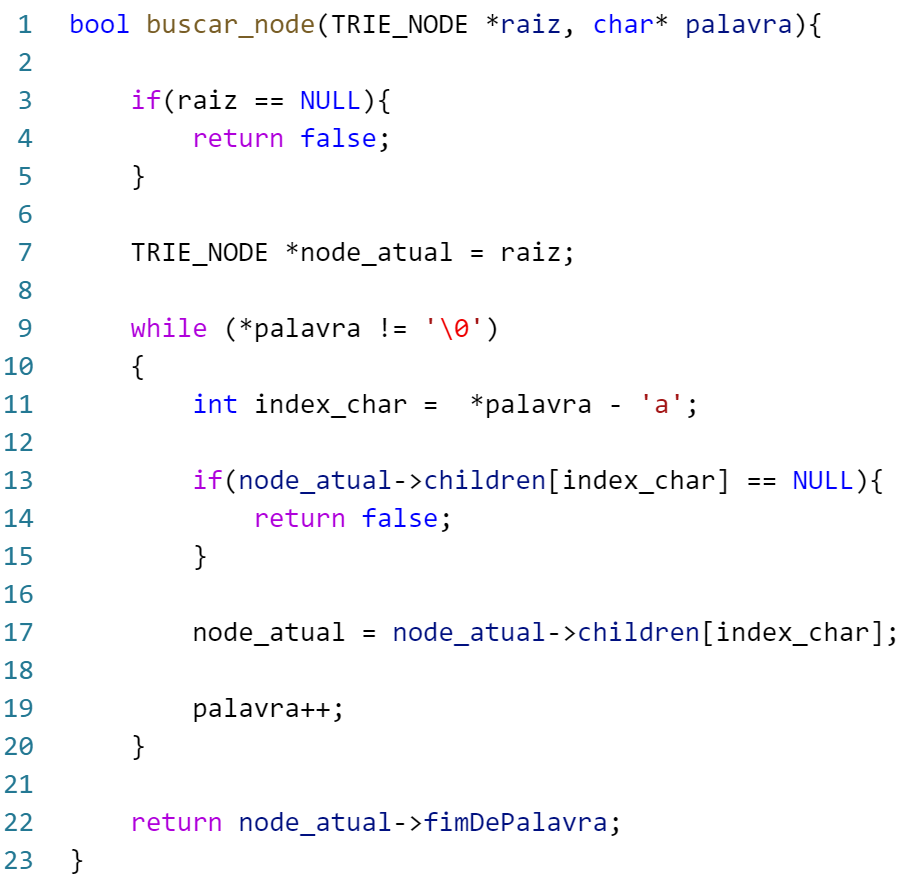 1 bool buscar_node(TRIE_NODE *raiz, char* palavra){
2
3 if(raiz == NULL){
4 return false;
5 }
6
7 TRIE_NODE *node_atual = raiz;
8
9 while (*palavra != '\0')
10 {
11 int index_char =  *palavra - 'a';
12
13 if(node_atual->children[index_char] == NULL){
14 return false;
15 }
16
17 node_atual = node_atual->children[index_char];
18
19 palavra++;
20 }
21
22 return node_atual->fimDePalavra;
23 }